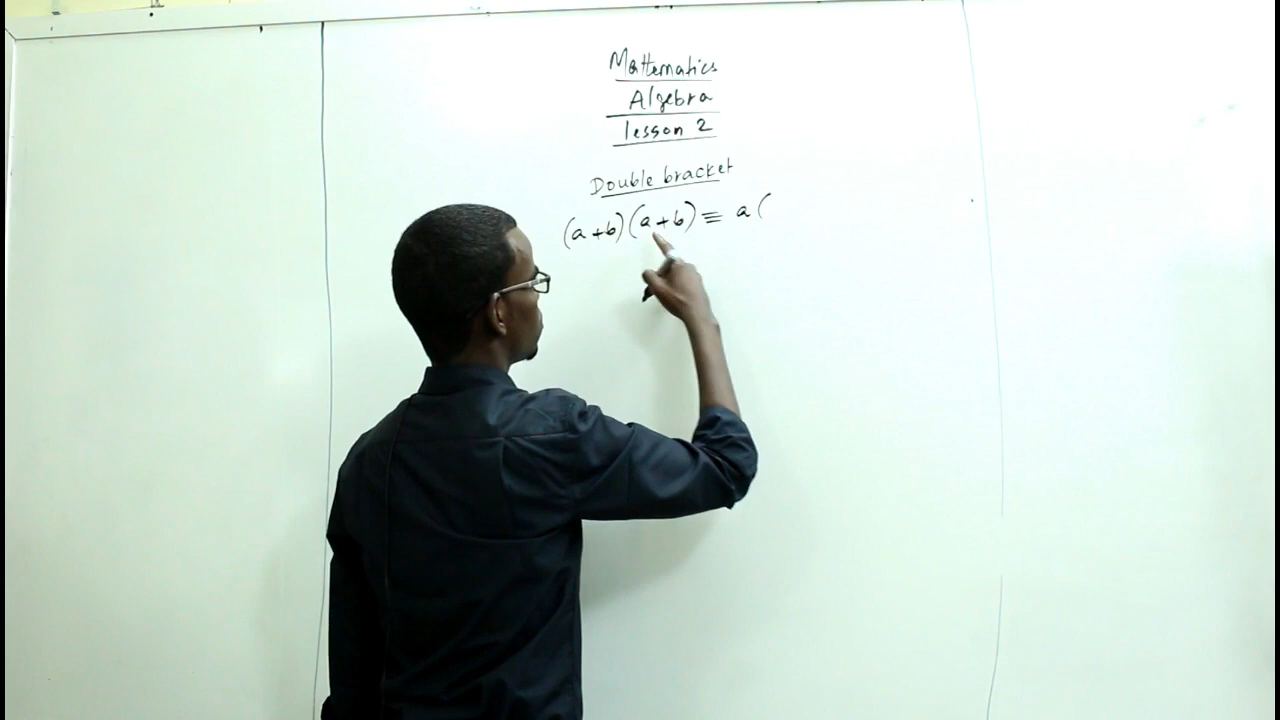 Mathematics
Algebra
lesson 2
Double bracket
(a+b)(a+b) ≡ a (